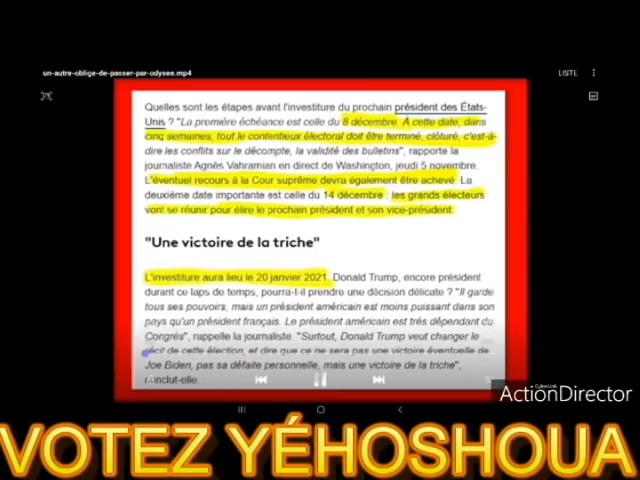 un-autre-oblige-de-passer-par-odysee.mp4
LISTE
Quelles sont les étapes avant l'investiture du prochain président des États-
Unis ? "La première échéance est celle du 8 décembre. À cette date, dans
cinq semaines, tout le contentieux électoral doit être terminé, clôturé, c'est-à-
dire les conflits sur le décompte, la validité des bulletins", rapporte la
journaliste Agnès Vahramian en direct de Washington, jeudi 5 novembre.
L'éventuel recours à la Cour suprême devra également être achevé. La
deuxième date importante est celle du 14 décembre : les grands électeurs
vont se réunir pour élire le prochain président et son vice-président.
"Une victoire de la triche"
L'investiture aura lieu le 20 janvier 2021. Donald Trump, encore président
durant ce laps de temps, pourra-t-il prendre une décision délicate ? "Il garde
tous ses pouvoirs, mais un président américain est moins puissant dans son
pays qu'un président français. Le président américain est très dépendant du
Congrès", rappelle la journaliste. "Surtout, Donald Trump veut changer le
récit de cette élection, et dire que ce ne sera pas une victoire éventuelle de
Joe Biden, pas sa défaite personnelle, mais une victoire de la triche",
conclut-elle.
CyberLink
ActionDirector
VOTEZ YÉHOSHOUA